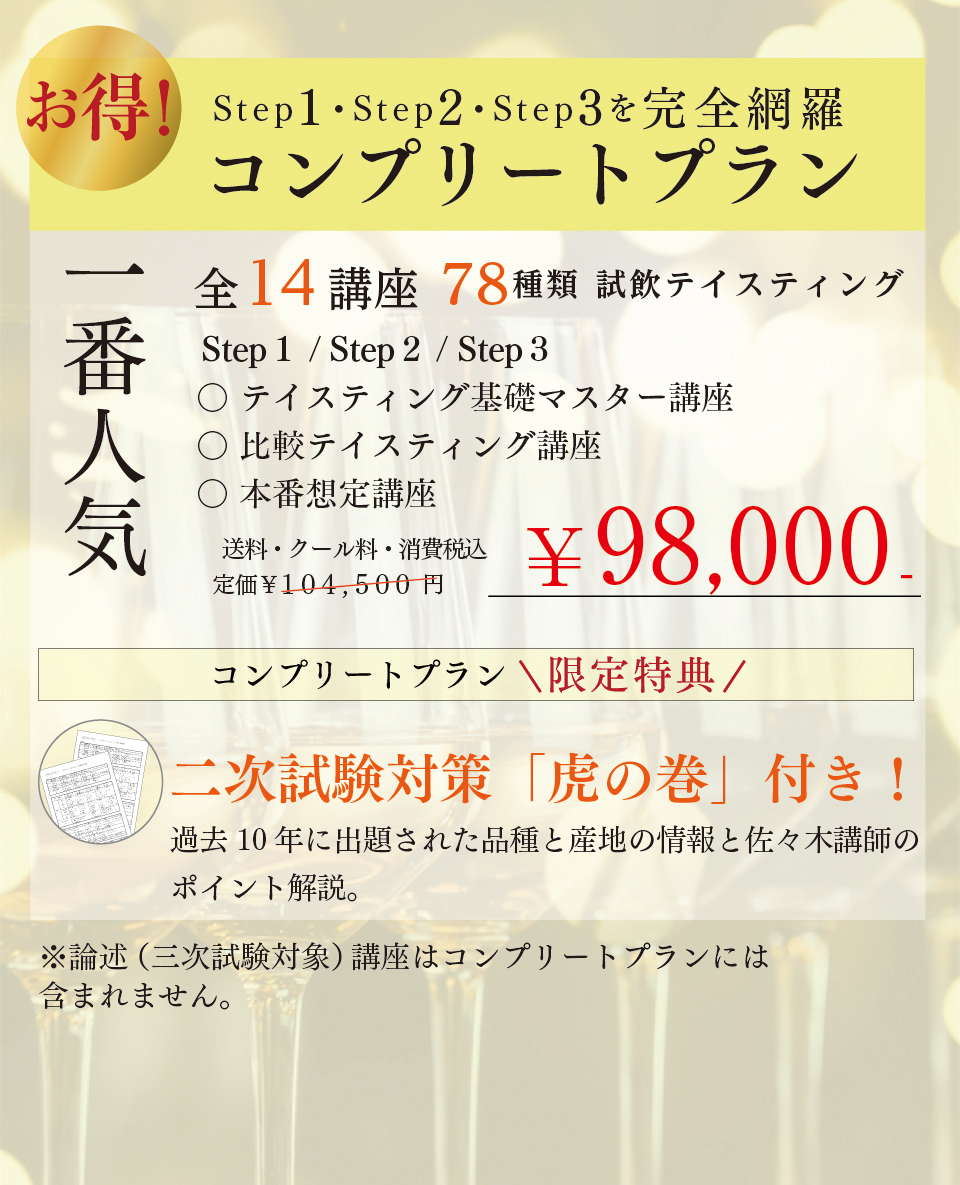 お得!
Step1・Step2・Step3を完全網羅
コンプリートプラン
一番人気
全14講座 78種類 試飲テイスティング
Step 1 / Step 2 / Step 3
○ テイスティング基礎マスター講座
○ 比較テイスティング講座
○ 本番想定講座
送料・クール料・消費税込
定価¥104,500円
¥98,000-
コンプリートプラン \限定特典/
二次試験対策「虎の巻」付き!
過去10年に出題された品種と産地の情報と佐々木講師の
ポイント解説。
※論述(三次試験対象)講座はコンプリートプランには
含まれません。